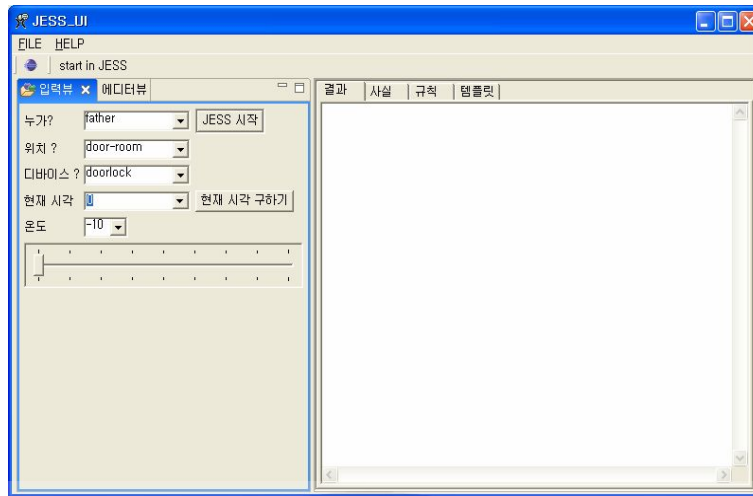 JESS_UI
FILE HELP
start in JESS
입력뷰 에디터뷰
결과 사실 규칙 템플릿
누가? father JESS 시작
위치 ? door-room
디바이스 ? doorlock
현재 시각 0 현재 시각 구하기
온도 -10